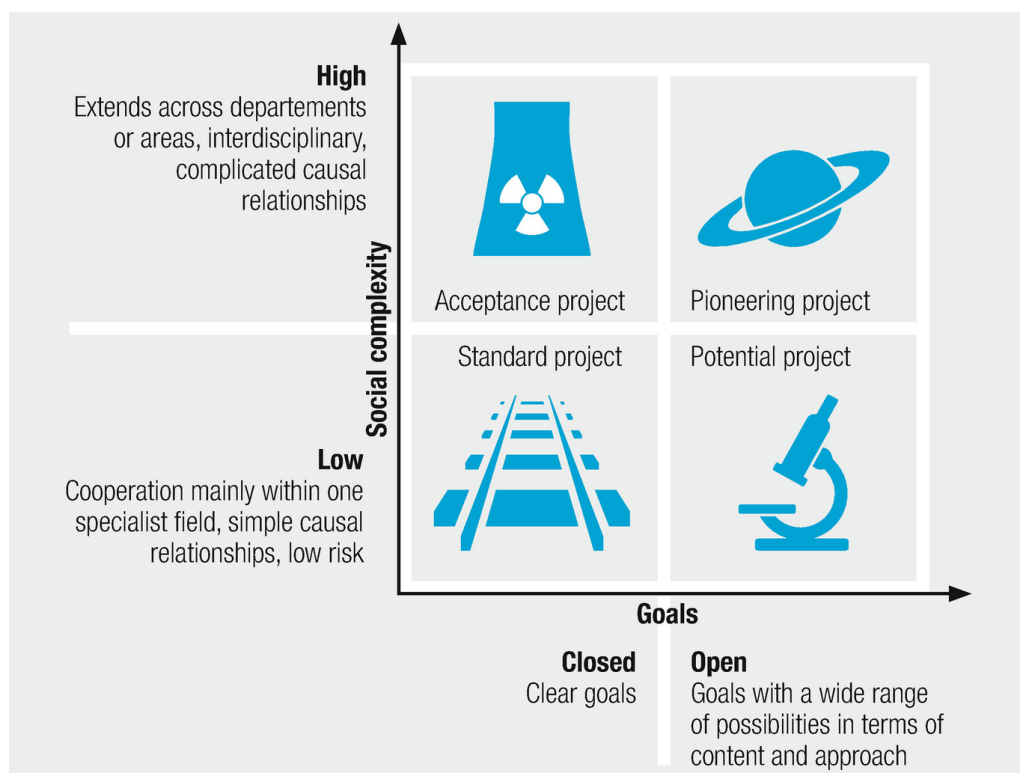 High
Extends across departements
or areas, interdisciplinary,
complicated causal
relationships
Social complexity
Acceptance project
Pioneering project
Standard project
Potential project
Low
Cooperation mainly within one
specialist field, simple causal
relationships, low risk
Goals
Closed
Clear goals
Open
Goals with a wide range
of possibilities in terms of
content and approach